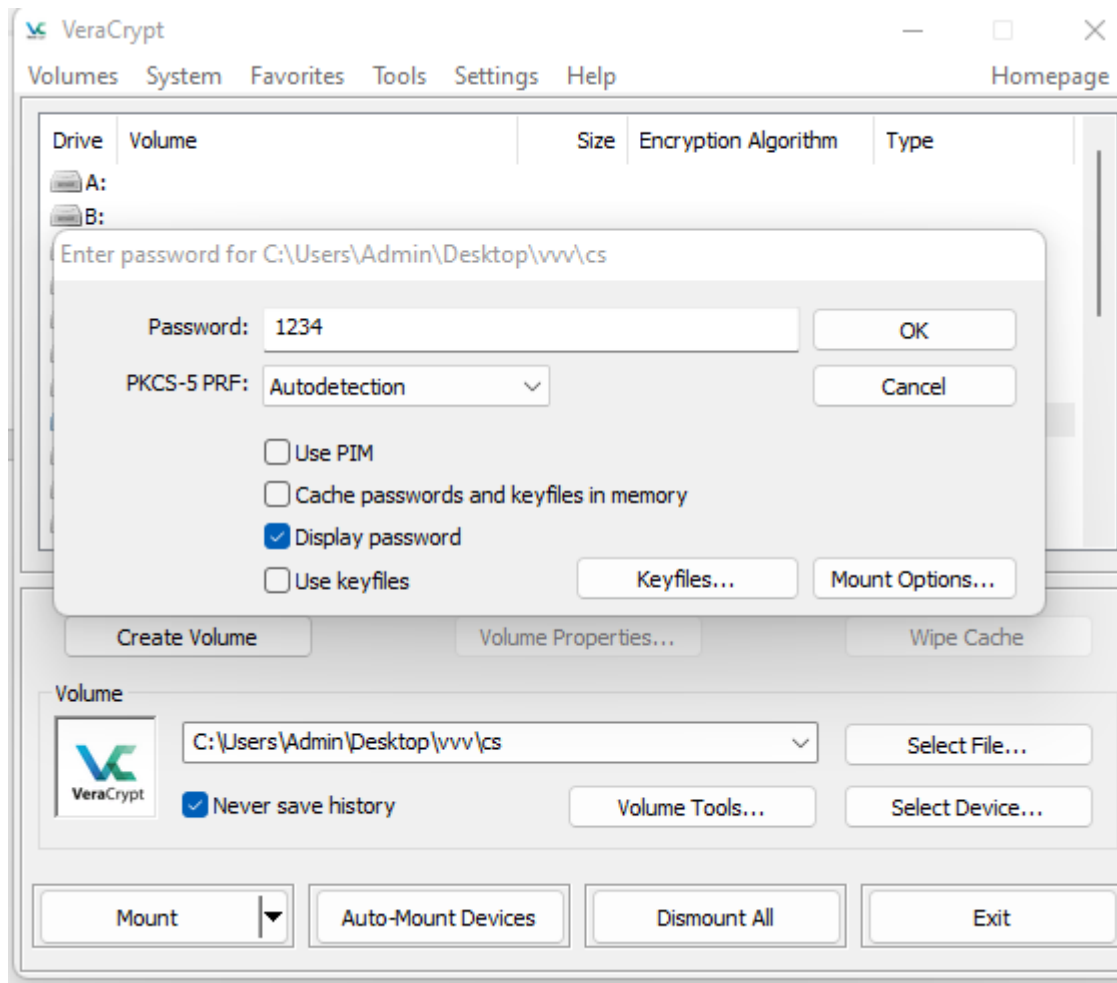 VeraCrypt
Volumes System Favorites Tools Settings Help Homepage
Drive Volume Size Encryption Algorithm Type
A:
B:
Enter password for C:\Users\Admin\Desktop\vvv\cs
Password: 1234 OK
PKCS-5 PRF: Autodetection Cancel
Use PIM
Cache passwords and keyfiles in memory
Display password
Use keyfiles Keyfiles... Mount Options...
Create Volume Volume Properties... Wipe Cache
Volume
C:\Users\Admin\Desktop\vvv\cs Select File...
VeraCrypt
Never save history Volume Tools... Select Device...
Mount Auto-Mount Devices Dismount All Exit